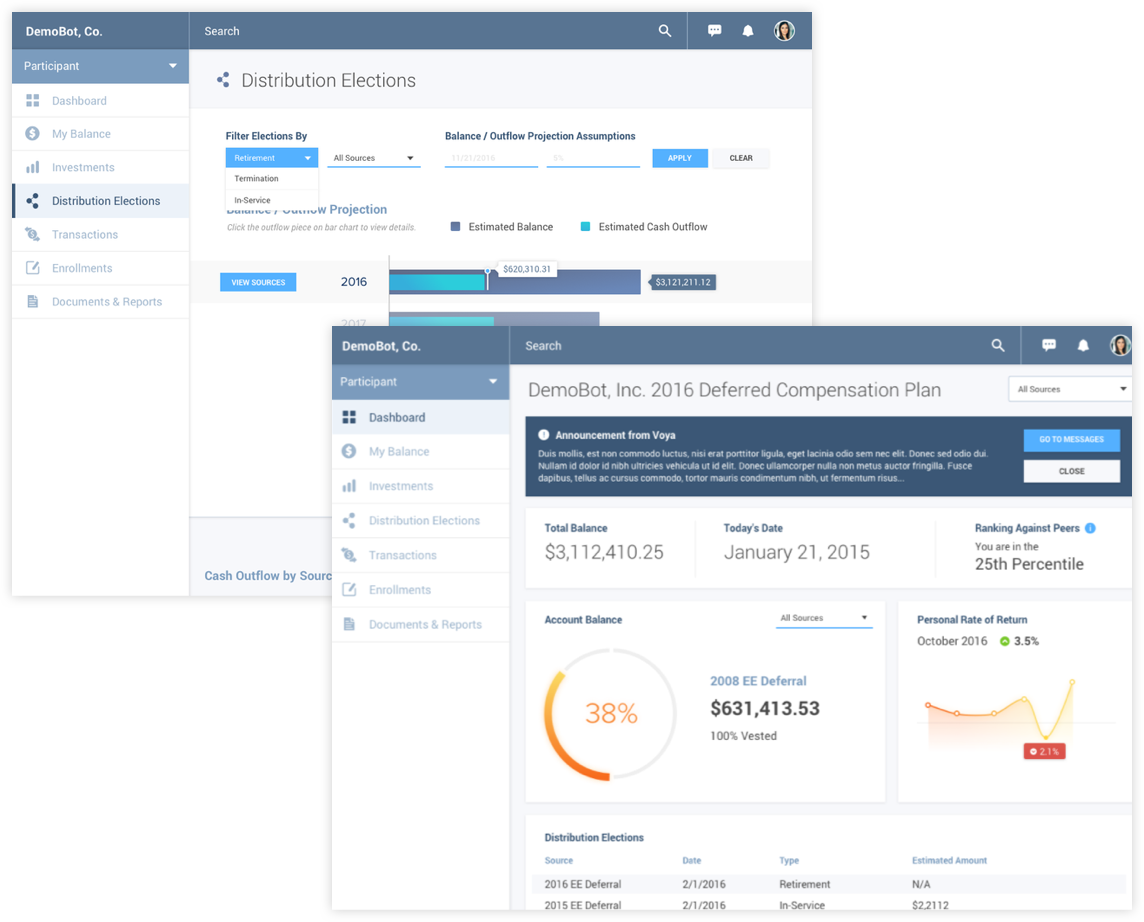 DemoBot, Co.
Search
Participant
Dashboard
My Balance
Investments
Distribution Elections
Transactions
Enrollments
Documents & Reports
Distribution Elections
Filter Elections By
Balance / Outflow Projection Assumptions
Retirement
All Sources
11/21/2016
5%
APPLY
CLEAR
Termination
In-Service
Balance / Outflow Projection
Click the outflow piece on bar chart to view details.
Estimated Balance
Estimated Cash Outflow
VIEW SOURCES
2016
$620,310.31
$3,121,211.12
2017
Cash Outflow by Sourc
DemoBot, Co.
Search
Participant
Dashboard
My Balance
Investments
Distribution Elections
Transactions
Enrollments
Documents & Reports
DemoBot, Inc. 2016 Deferred Compensation Plan
All Sources
Announcement from Voya
Duis mollis, est non commodo luctus, nisi erat porttitor ligula, eget lacinia odio sem nec elit. Donec sed odio dui.
Nullam id dolor id nibh ultricies vehicula ut id elit. Donec ullamcorper nulla non metus auctor fringilla. Fusce
dapibus, tellus ac cursus commodo, tortor mauris condimentum nibh, ut fermentum risus...
GO TO MESSAGES
CLOSE
Total Balance
$3,112,410.25
Today's Date
January 21, 2015
Ranking Against Peers
You are in the
25th Percentile
Account Balance
All Sources
38%
2008 EE Deferral
$631,413.53
100% Vested
Personal Rate of Return
October 2016 3.5%
2.1%
Distribution Elections
Source Date Type Estimated Amount
2016 EE Deferral 2/1/2016 Retirement N/A
2015 EE Deferral 2/1/2016 In-Service $2,2112